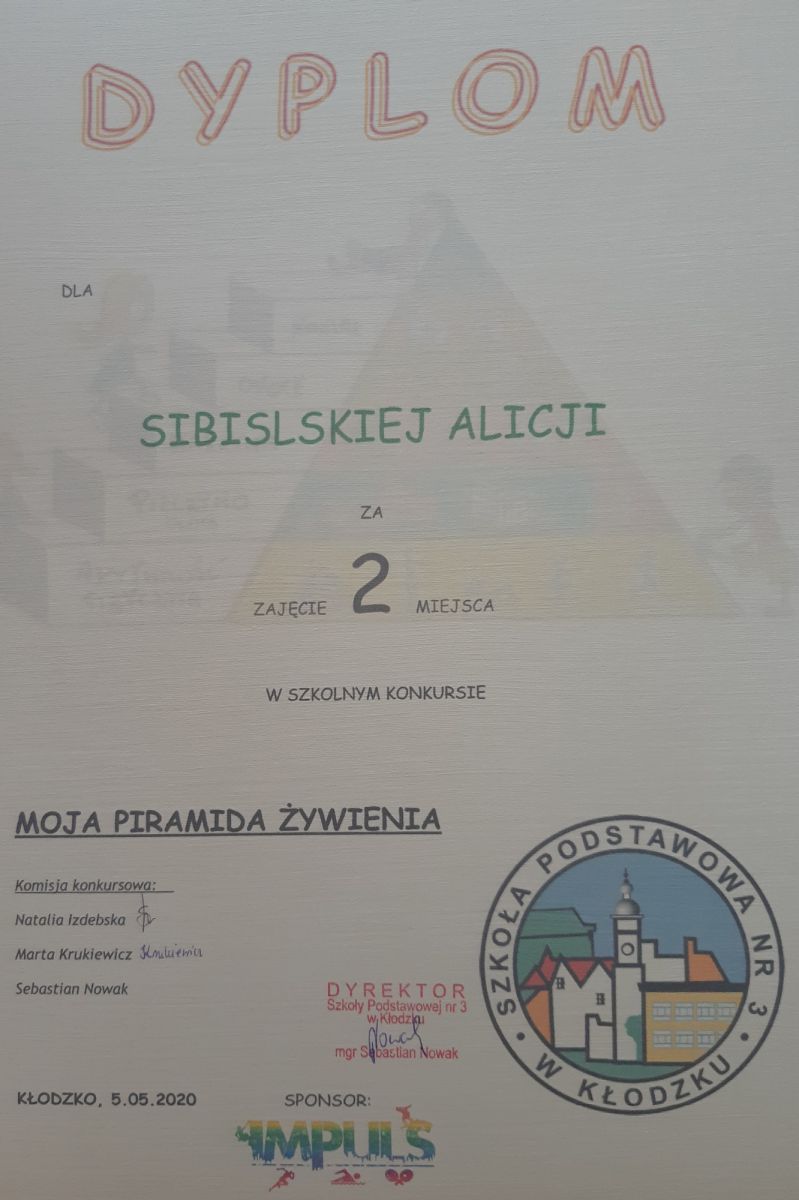 DYPLOM
DLA
SIBISLSKIEJ ALICJI
ZA
ZAJĘCIE 2 MIEJSCA
W SZKOLNYM KONKURSIE
MOJA PIRAMIDA ŻYWIENIA
Komisja konkursowa:
Natalia Izdebska
Marta Krukiewicz Krukiewicz
Sebastian Nowak
DYREKTOR
Szkoły Podstawowej nr 3
w Kłodzku
Nowak
mgr Sebastian Nowak
SZKOŁA PODSTAWOWA NR 3
• W KŁODZKU •
KŁODZKO, 5.05.2020
SPONSOR:
IMPULS